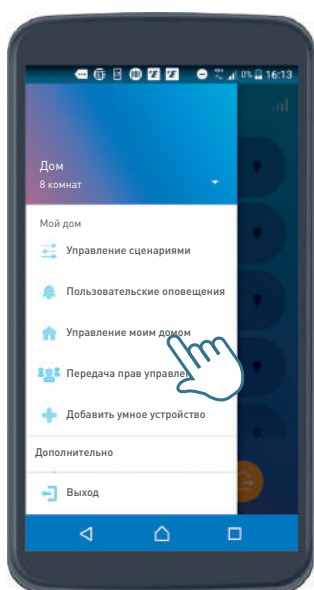 0% 16:13
Дом
8 комнат
Мой дом
Управление сценариями
Пользовательские оповещения
Управление моим домом
Передача прав
Добавить умное устройство
Дополнительно
Выход